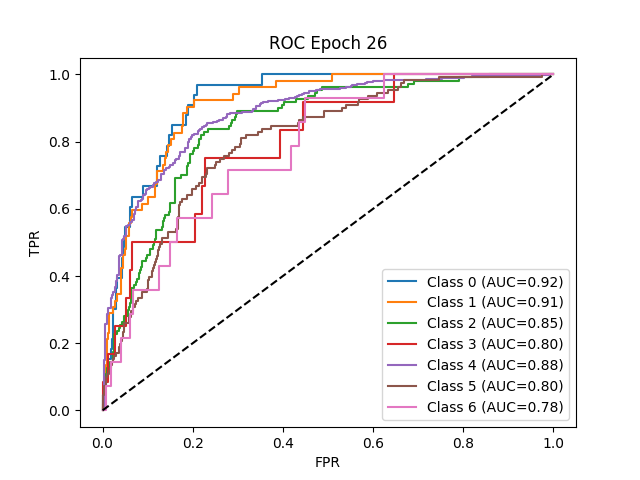 ROC Epoch 26
TPR
1.0
0.8
0.6
0.4
0.2
0.0
Class 0 (AUC=0.92)
Class 1 (AUC=0.91)
Class 2 (AUC=0.85)
Class 3 (AUC=0.80)
Class 4 (AUC=0.88)
Class 5 (AUC=0.80)
Class 6 (AUC=0.78)
0.0 0.2 0.4 0.6 0.8 1.0
FPR